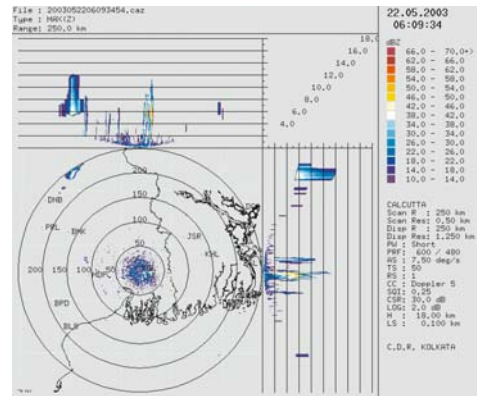 File : 2003052206093454.caz
Type : MAX(Z)
Range: 250.0 km
18.0
16.0
14.0
12.0
10.0
8.0
6.0
4.0
200
150
100
50
DHB
PRL
BMK
JSR
KHL
200 150 100 50
BPD
BLS
22.05.2003
06:09:34
dBZ
66.0 - 70.0+)
62.0 - 66.0
58.0 - 62.0
54.0 - 58.0
50.0 - 54.0
46.0 - 50.0
42.0 - 46.0
38.0 - 42.0
34.0 - 38.0
30.0 - 34.0
26.0 - 30.0
22.0 - 26.0
18.0 - 22.0
14.0 - 18.0
10.0 - 14.0
CALCUTTA
Scan R : 250 km
Scan Res: 0.50 km
Disp R : 250 km
Disp Res: 1.250 km
PW : Short
PRF: 600 / 480
AS : 7.50 deg/s
TS : 50
RS : 1
CC : Doppler 5
SQI: 0.25
CSR: 30.0 dB
LOG: 2.0 dB
H : 18.00 km
LS : 0.100 km
C.D.R, KOLKATA